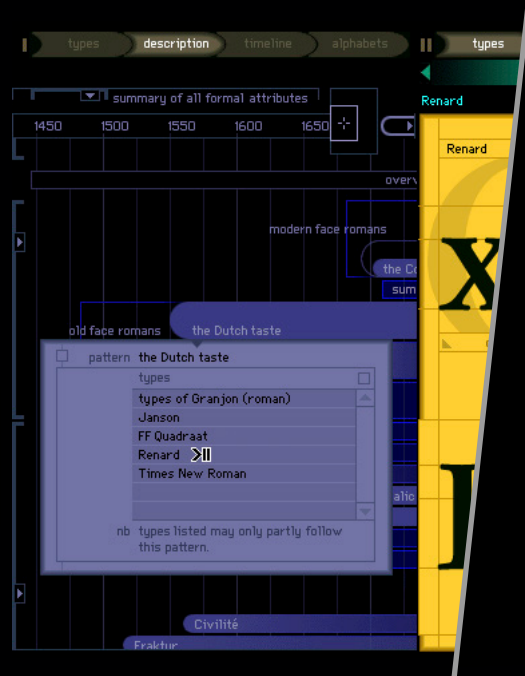 types description timeline alphabets types
Renard
summary of all formal attributes
1450 1500 1550 1600 1650
Renard
modern face romans
the Co
sum
old face romans the Dutch taste
pattern the Dutch taste
types
types of Granjon (roman)
Janson
FF Quadraat
Renard
Times New Roman
alic
nb types listed may only partly follow
this pattern.
Civilité
Fraktur
x